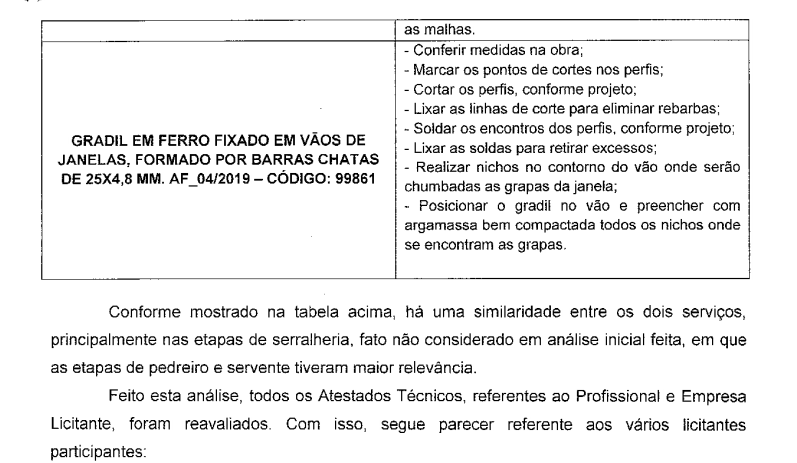 as malhas.
GRADIL EM FERRO FIXADO EM VÃOS DE
JANELAS, FORMADO POR BARRAS CHATAS
DE 25X4,8 MM. AF_04/2019 – CÓDIGO: 99861
- Conferir medidas na obra;
- Marcar os pontos de cortes nos perfis;
- Cortar os perfis, conforme projeto;
- Lixar as linhas de corte para eliminar rebarbas;
- Soldar os encontros dos perfis, conforme projeto;
- Lixar as soldas para retirar excessos;
- Realizar nichos no contorno do vão onde serão
chumbadas as grapas da janela;
- Posicionar o gradil no vão e preencher com
argamassa bem compactada todos os nichos onde
se encontram as grapas.
Conforme mostrado na tabela acima, há uma similaridade entre os dois serviços,
principalmente nas etapas de serralheria, fato não considerado em análise inicial feita, em que
as etapas de pedreiro e servente tiveram maior relevância.
Feito esta análise, todos os Atestados Técnicos, referentes ao Profissional e Empresa
Licitante, foram reavaliados. Com isso, segue parecer referente aos vários licitantes
participantes: